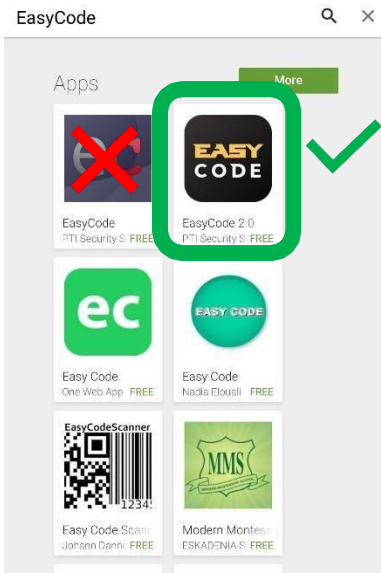 EasyCode
Apps
More
ec
EasyCode
PTI Security S FREE
EASY
CODE
EasyCode 2.0
PTI Security S FREE
ec
Easy Code
One Web App FREE
EASY CODE
Easy Code
Nadia Elouali FREE
EasyCodeScanner
Easy Code Scann
Johann Dann FREE
MMS
Modern Montes
ESKADENIA S FREE